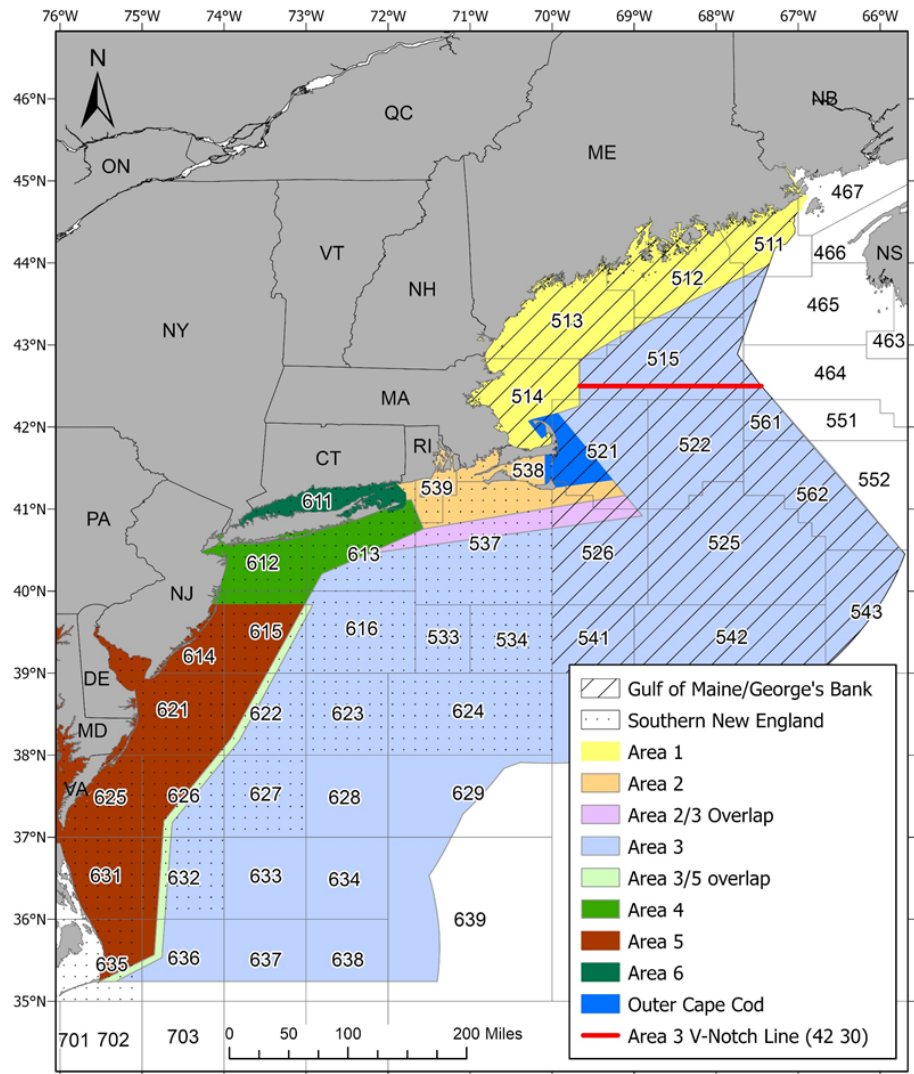 76°W 75°W 74°W 73°W 72°W 71°W 70°W 69°W 68°W 67°W 66°W
N
46°N
QC
NB
ON
ME
45°N
467
VT
511
466
NS
44°N
512
NH
465
513
NY
463
43°N
515
464
MA
514
42°N
561
551
RI
521
522
CT
538
552
539
611
562
41°N
PA
537
525
612
613
526
40°N
NJ
543
615
616
533
534
541
542
614
39°N
DE
621
622
623
624
MD
38°N
VA
625
626
627
628
629
37°N
631
632
633
634
36°N
639
635
636
637
638
35°N
701 702 703
0 50 100 200 Miles
Gulf of Maine/George's Bank
Southern New England
Area 1
Area 2
Area 2/3 Overlap
Area 3
Area 3/5 overlap
Area 4
Area 5
Area 6
Outer Cape Cod
Area 3 V-Notch Line (42 30)